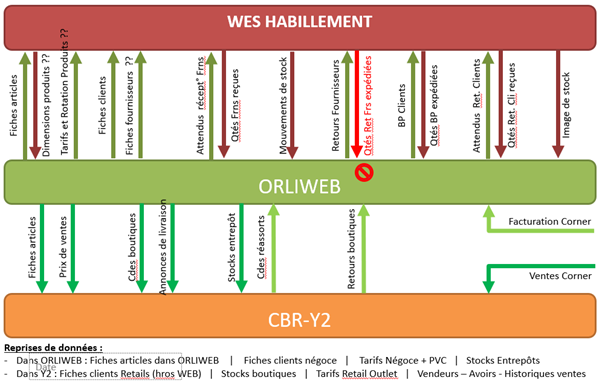 WES HABILLEMENT
Fiches articles
Dimensions produits ??
Tarifs et Rotation Produits ??
Fiches clients
Fiches fournisseurs ??
Attendus récept° Frns
Qtés Frns reçues
Mouvements de stock
Retours Fournisseurs
Qtés Ret Frs expédiées
BP Clients
Qtés BP expédiées
Attendus Ret. Clients
Qtés Ret. Cli reçues
Image de stock
ORLIWEB
Fiches articles
Prix de ventes
Cdes boutiques
Annonces de livraison
Stocks entrepôt
Cdes réassorts
Retours boutiques
Facturation Corner
Ventes Corner
CBR-Y2
Reprises de données :
- Dans ORLIWEB : Fiches articles dans ORLIWEB | Fiches clients négoce | Tarifs Négoce + PVC | Stocks Entrepôts
- Dans Y2 : Fiches clients Retails (hros WEB) | Stocks boutiques | Tarifs Retail Outlet | Vendeurs – Avoirs - Historiques ventes
Date